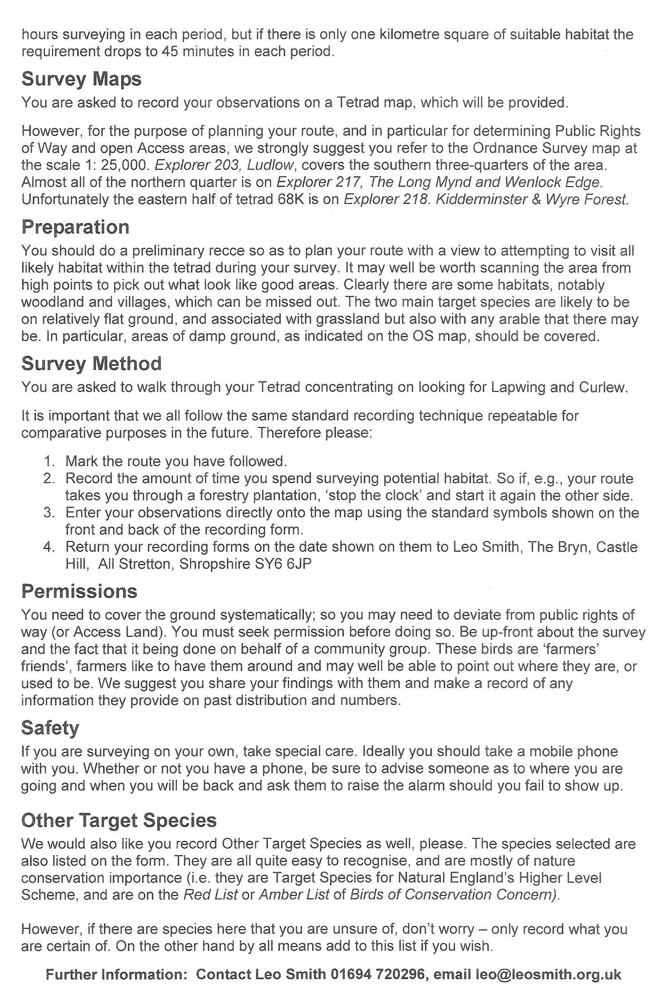 hours surveying in each period, but if there is only one kilometre square of suitable habitat the
requirement drops to 45 minutes in each period.
Survey Maps
You are asked to record your observations on a Tetrad map, which will be provided.
However, for the purpose of planning your route, and in particular for determining Public Rights
of Way and open Access areas, we strongly suggest you refer to the Ordnance Survey map at
the scale 1: 25,000. Explorer 203, Ludlow, covers the southern three-quarters of the area.
Almost all of the northern quarter is on Explorer 217, The Long Mynd and Wenlock Edge.
Unfortunately the eastern half of tetrad 68K is on Explorer 218. Kidderminster & Wyre Forest.
Preparation
You should do a preliminary recce so as to plan your route with a view to attempting to visit all
likely habitat within the tetrad during your survey. It may well be worth scanning the area from
high points to pick out what look like good areas. Clearly there are some habitats, notably
woodland and villages, which can be missed out. The two main target species are likely to be
on relatively flat ground, and associated with grassland but also with any arable that there may
be. In particular, areas of damp ground, as indicated on the OS map, should be covered.
Survey Method
You are asked to walk through your Tetrad concentrating on looking for Lapwing and Curlew.
It is important that we all follow the same standard recording technique repeatable for
comparative purposes in the future. Therefore please:
1. Mark the route you have followed.
2. Record the amount of time you spend surveying potential habitat. So if, e.g., your route
takes you through a forestry plantation, ‘stop the clock’ and start it again the other side.
3. Enter your observations directly onto the map using the standard symbols shown on the
front and back of the recording form.
4. Return your recording forms on the date shown on them to Leo Smith, The Bryn, Castle
Hill, All Stretton, Shropshire SY6 6JP
Permissions
You need to cover the ground systematically; so you may need to deviate from public rights of
way (or Access Land). You must seek permission before doing so. Be up-front about the survey
and the fact that it being done on behalf of a community group. These birds are ‘farmers’
friends’, farmers like to have them around and may well be able to point out where they are, or
used to be. We suggest you share your findings with them and make a record of any
information they provide on past distribution and numbers.
Safety
If you are surveying on your own, take special care. Ideally you should take a mobile phone
with you. Whether or not you have a phone, be sure to advise someone as to where you are
going and when you will be back and ask them to raise the alarm should you fail to show up.
Other Target Species
We would also like you record Other Target Species as well, please. The species selected are
also listed on the form. They are all quite easy to recognise, and are mostly of nature
conservation importance (i.e. they are Target Species for Natural England’s Higher Level
Scheme, and are on the Red List or Amber List of Birds of Conservation Concern).
However, if there are species here that you are unsure of, don’t worry – only record what you
are certain of. On the other hand by all means add to this list if you wish.
Further Information: Contact Leo Smith 01694 720296, email leo@leosmith.org.uk